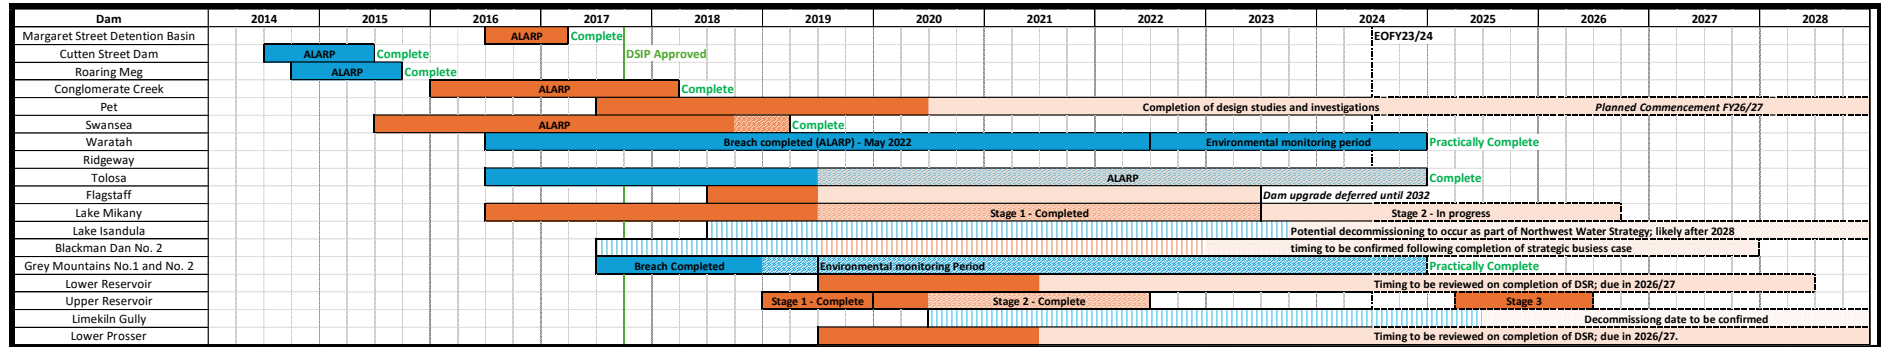 Dam 2014 2015 2016 2017 2018 2019 2020 2021 2022 2023 2024 2025 2026 2027 2028
Margaret Street Detention Basin ALARP Complete EOFY23/24
Cutten Street Dam ALARP Complete DSIP Approved
Roaring Meg ALARP Complete
Conglomerate Creek ALARP Complete
Pet Completion of design studies and investigations Planned Commencement FY26/27
Swansea ALARP Complete
Waratah Breach completed (ALARP) - May 2022 Environmental monitoring period Practically Complete
Ridgeway
Tolosa ALARP Complete
Flagstaff Dam upgrade deferred until 2032
Lake Mikany Stage 1 - Completed Stage 2 - In progress
Lake Isandula Potential decommissioning to occur as part of Northwest Water Strategy; likely after 2028
Blackman Dan No. 2 timing to be confirmed following completion of strategic busiess case
Grey Mountains No.1 and No. 2 Breach Completed Environmental monitoring Period Practically Complete
Lower Reservoir Timing to be reviewed on completion of DSR; due in 2026/27
Upper Reservoir Stage 1 - Complete Stage 2 - Complete Stage 3
Limekiln Gully Decommissiong date to be confirmed
Lower Prosser Timing to be reviewed on completion of DSR; due in 2026/27.